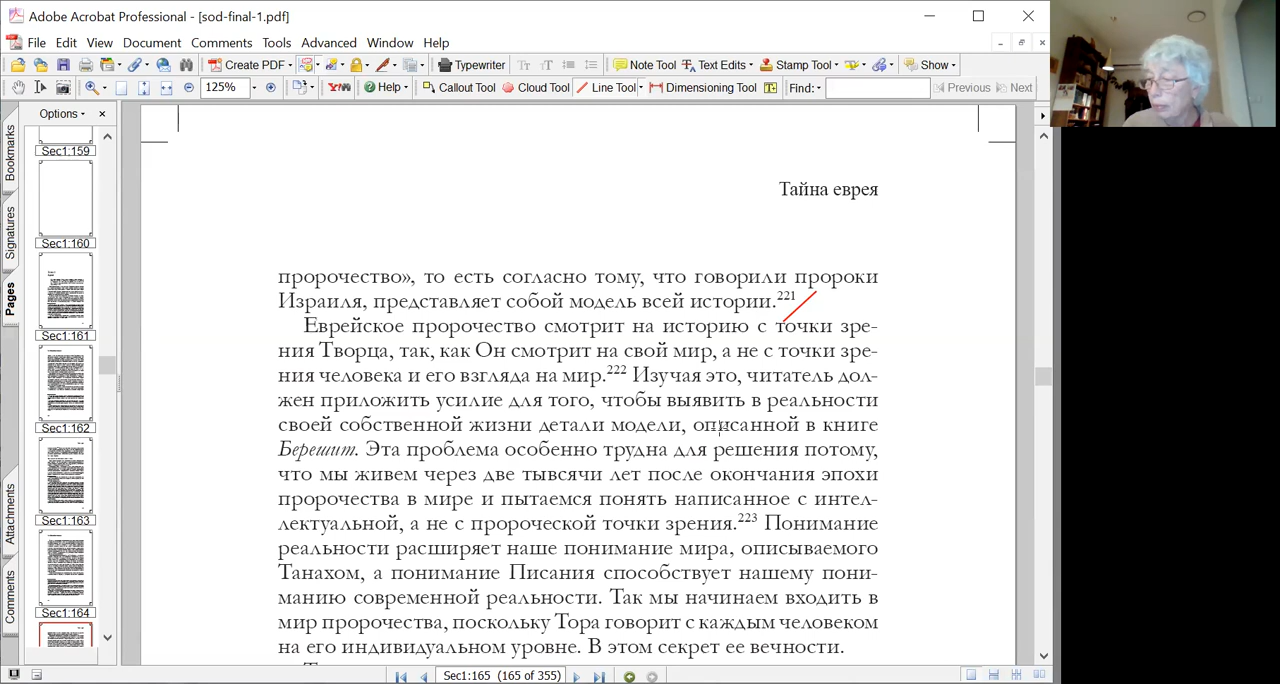 Adobe Acrobat Professional - [sod-final-1.pdf]
File Edit View Document Comments Tools Advanced Window Help
Create PDF Typewriter Note Tool Text Edits Stamp Tool Show
125% Y!MS Help Callout Tool Cloud Tool Line Tool Dimensioning Tool Find: Previous Next
Options
Bookmarks
Signatures
Pages
Attachments
Comments
Sec1:159
Sec1:160
Sec1:161
Sec1:162
Sec1:163
Sec1:164
Тайна еврея
пророчество», то есть согласно тому, что говорили пророки
Израиля, представляет собой модель всей истории.221
Еврейское пророчество смотрит на историю с точки зре-
ния Творца, так, как Он смотрит на свой мир, а не с точки зре-
ния человека и его взгляда на мир.222 Изучая это, читатель дол-
жен приложить усилие для того, чтобы выявить в реальности
своей собственной жизни детали модели, описанной в книге
Берешит. Эта проблема особенно трудна для решения потому,
что мы живем через две тывсячи лет после окончания эпохи
пророчества в мире и пытаемся понять написанное с интел-
лектуальной, а не с пророческой точки зрения.223 Понимание
реальности расширяет наше понимание мира, описываемого
Танахом, а понимание Писания способствует нашему пони-
манию современной реальности. Так мы начинаем входить в
мир пророчества, поскольку Тора говорит с каждым человеком
на его индивидуальном уровне. В этом секрет ее вечности.
Sec1:165 (165 of 355)